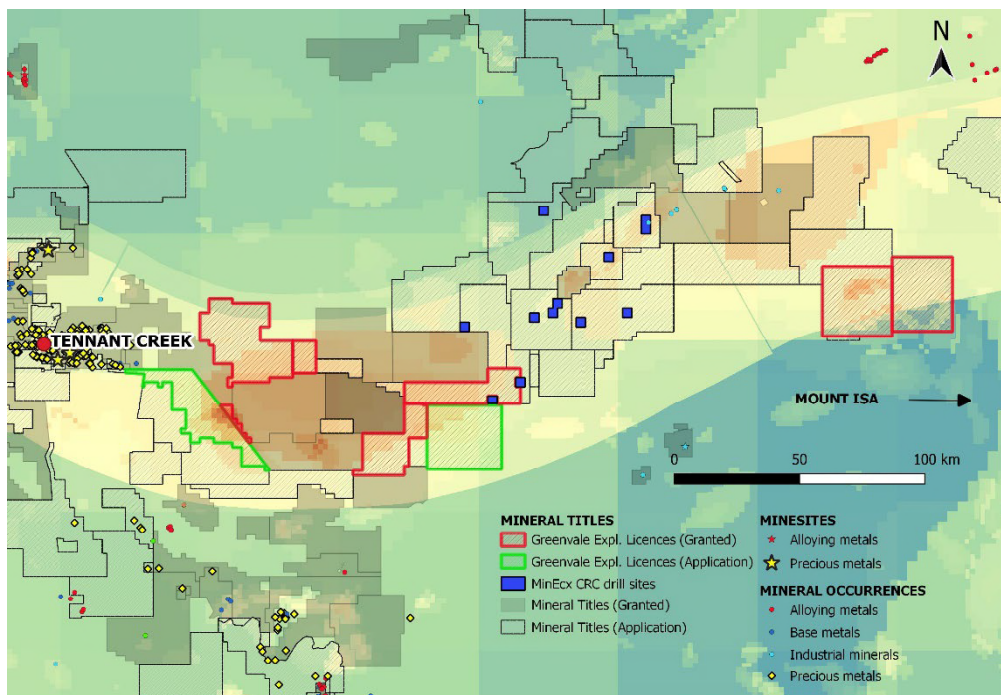 N
TENNANT CREEK
MOUNT ISA
0 50 100 km
MINERAL TITLES
Greenvale Expl. Licences (Granted)
Greenvale Expl. Licences (Application)
MinEcx CRC drill sites
Mineral Titles (Granted)
Mineral Titles (Application)
MINESITES
Alloying metals
Precious metals
MINERAL OCCURRENCES
Alloying metals
Base metals
Industrial minerals
Precious metals